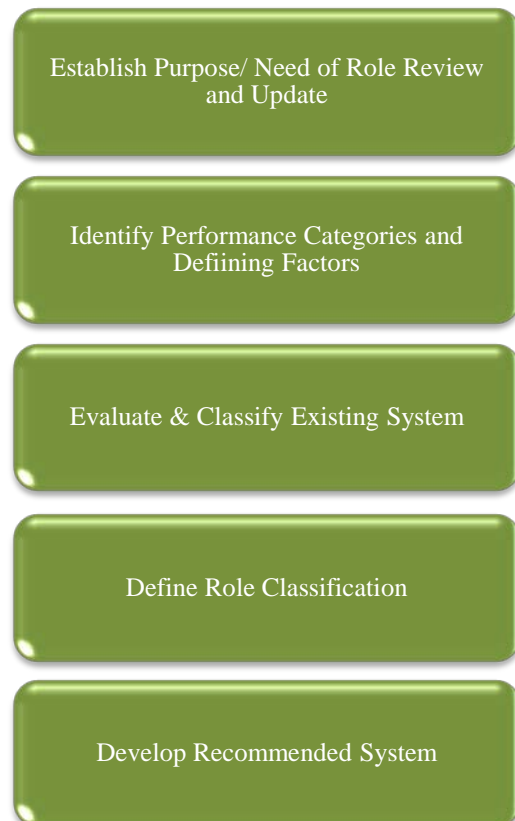 Establish Purpose/ Need of Role Review
and Update
Identify Performance Categories and
Defiining Factors
Evaluate & Classify Existing System
Define Role Classification
Develop Recommended System